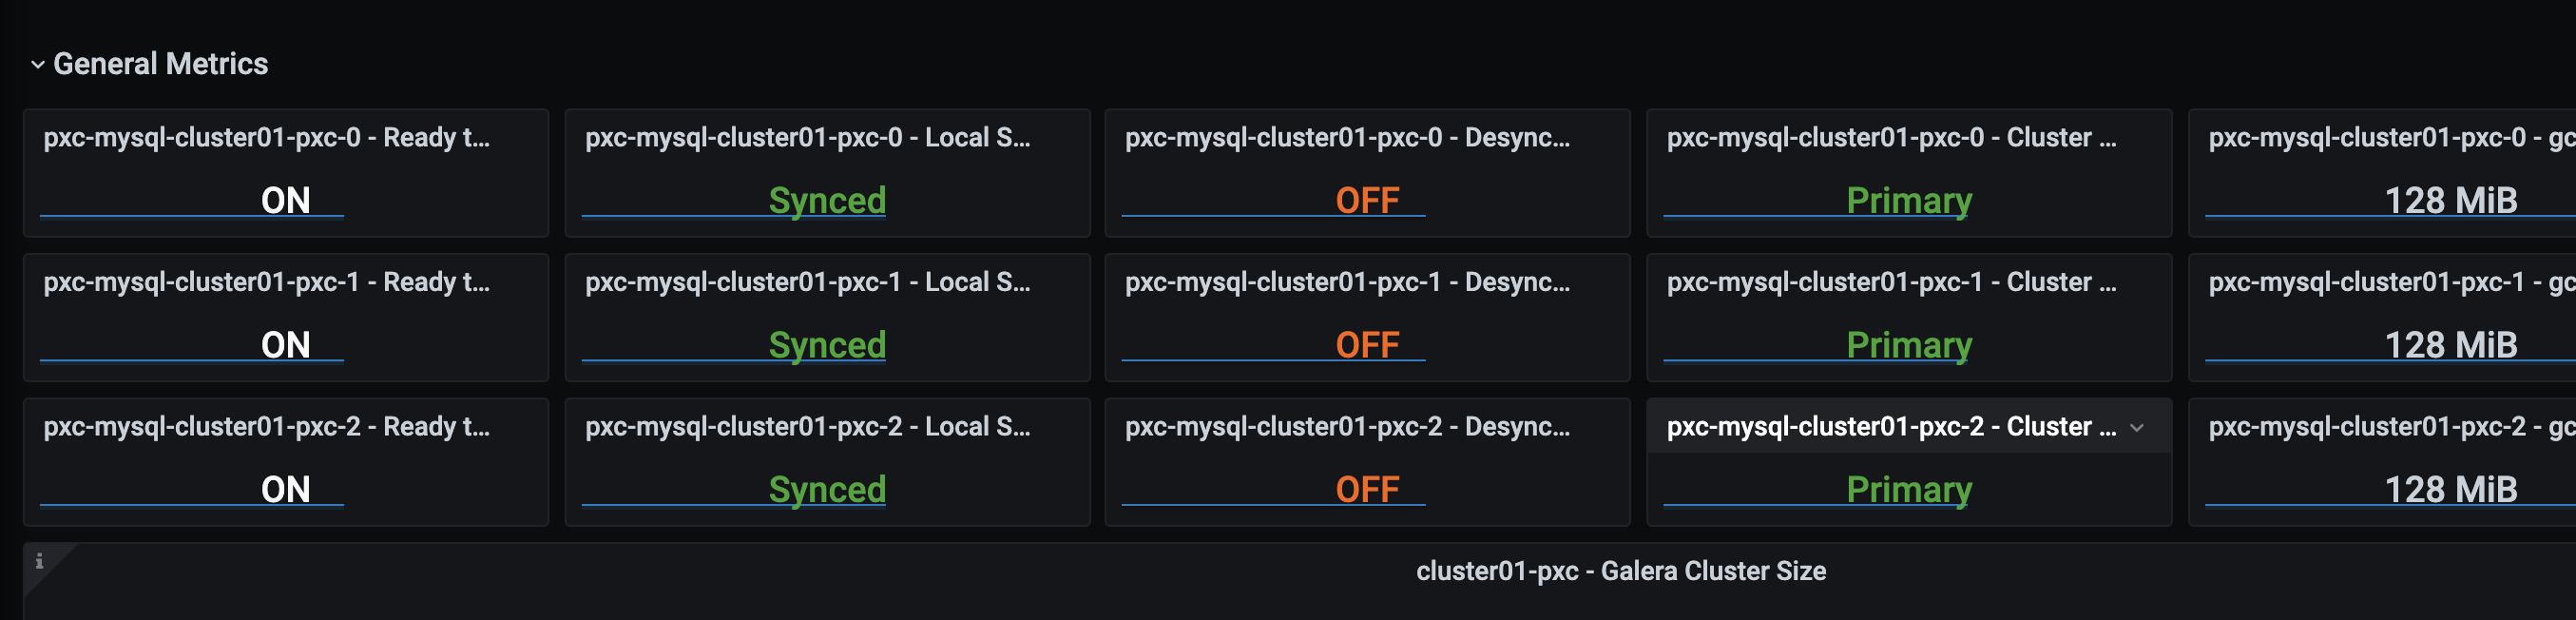 General Metrics
pxc-mysql-cluster01-pxc-0 - Ready t...
pxc-mysql-cluster01-pxc-0 - Local S...
pxc-mysql-cluster01-pxc-0 - Desync...
pxc-mysql-cluster01-pxc-0 - Cluster ...
pxc-mysql-cluster01-pxc-0 - gc
ON
Synced
OFF
Primary
128 MiB
pxc-mysql-cluster01-pxc-1 - Ready t...
pxc-mysql-cluster01-pxc-1 - Local S...
pxc-mysql-cluster01-pxc-1 - Desync...
pxc-mysql-cluster01-pxc-1 - Cluster ...
pxc-mysql-cluster01-pxc-1 - gc
ON
Synced
OFF
Primary
128 MiB
pxc-mysql-cluster01-pxc-2 - Ready t...
pxc-mysql-cluster01-pxc-2 - Local S...
pxc-mysql-cluster01-pxc-2 - Desync...
pxc-mysql-cluster01-pxc-2 - Cluster ...
pxc-mysql-cluster01-pxc-2 - gc
ON
Synced
OFF
Primary
128 MiB
i
cluster01-pxc - Galera Cluster Size